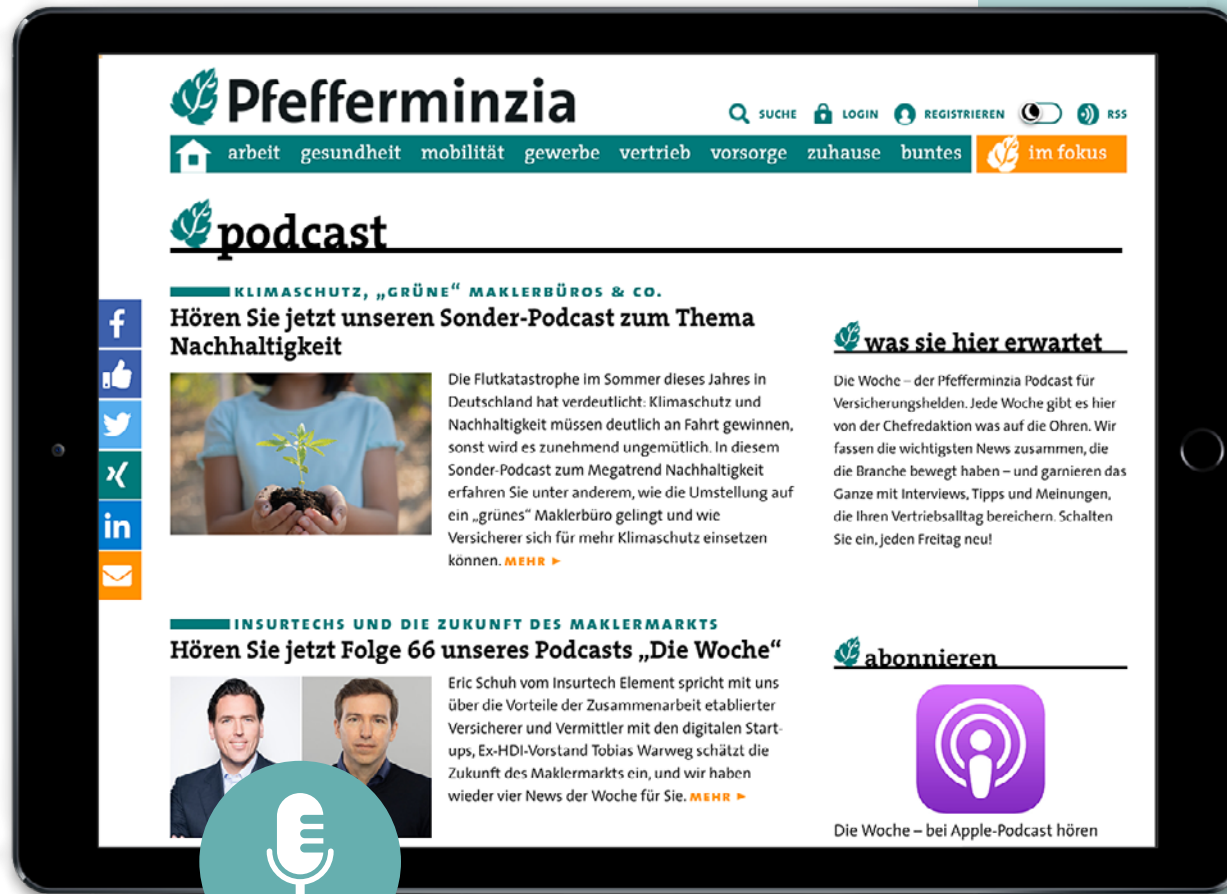 Pfefferminzia
SUCHE LOGIN REGISTRIEREN RSS
arbeit gesundheit mobilität gewerbe vertrieb vorsorge zuhause buntes im fokus
podcast
KLIMASCHUTZ, „GRÜNE“ MAKLERBÜROS & CO.
Hören Sie jetzt unseren Sonder-Podcast zum Thema
Nachhaltigkeit
Die Flutkatastrophe im Sommer dieses Jahres in
Deutschland hat verdeutlicht: Klimaschutz und
Nachhaltigkeit müssen deutlich an Fahrt gewinnen,
sonst wird es zunehmend ungemütlich. In diesem
Sonder-Podcast zum Megatrend Nachhaltigkeit
erfahren Sie unter anderem, wie die Umstellung auf
ein „grünes“ Maklerbüro gelingt und wie
Versicherer sich für mehr Klimaschutz einsetzen
können. MEHR ►
INSURTECHS UND DIE ZUKUNFT DES MAKLERMARKTS
Hören Sie jetzt Folge 66 unseres Podcasts „Die Woche“
Eric Schuh vom Insurtech Element spricht mit uns
über die Vorteile der Zusammenarbeit etablierter
Versicherer und Vermittler mit den digitalen Start-
ups, Ex-HDI-Vorstand Tobias Warweg schätzt die
Zukunft des Maklermarkts ein, und wir haben
wieder vier News der Woche für Sie. MEHR ►
was sie hier erwartet
Die Woche – der Pfefferminzia Podcast für
Versicherungshelden. Jede Woche gibt es hier
von der Chefredaktion was auf die Ohren. Wir
fassen die wichtigsten News zusammen, die
die Branche bewegt haben – und garnieren das
Ganze mit Interviews, Tipps und Meinungen,
die Ihren Vertriebsalltag bereichern. Schalten
Sie ein, jeden Freitag neu!
abonnieren
Die Woche – bei Apple-Podcast hören